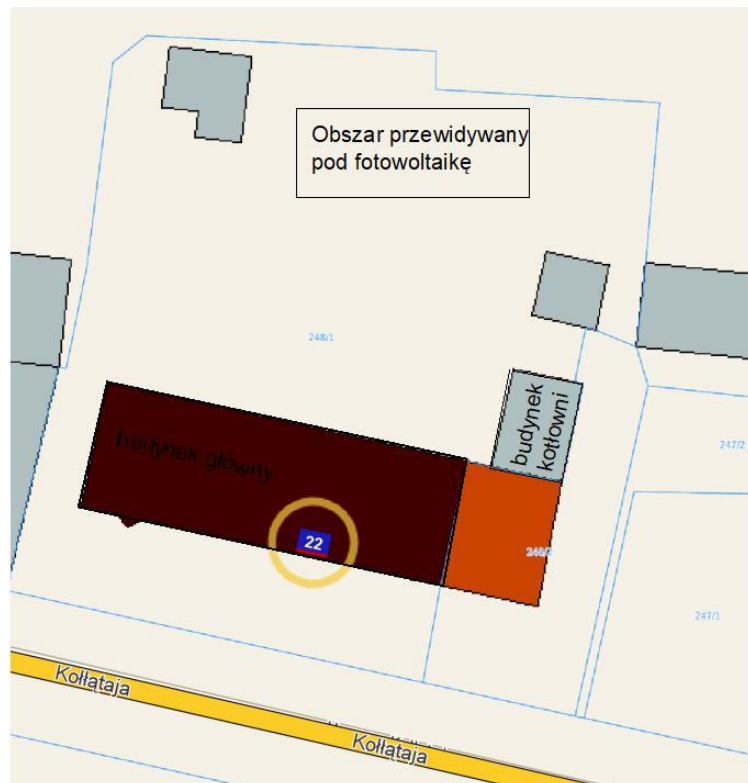 Obszar przewidywany
pod fotowoltaikę
248/1
budynek
kotłowni
budynek główny
247/2
22
247/1
Kołłątaja
Kołłątaja